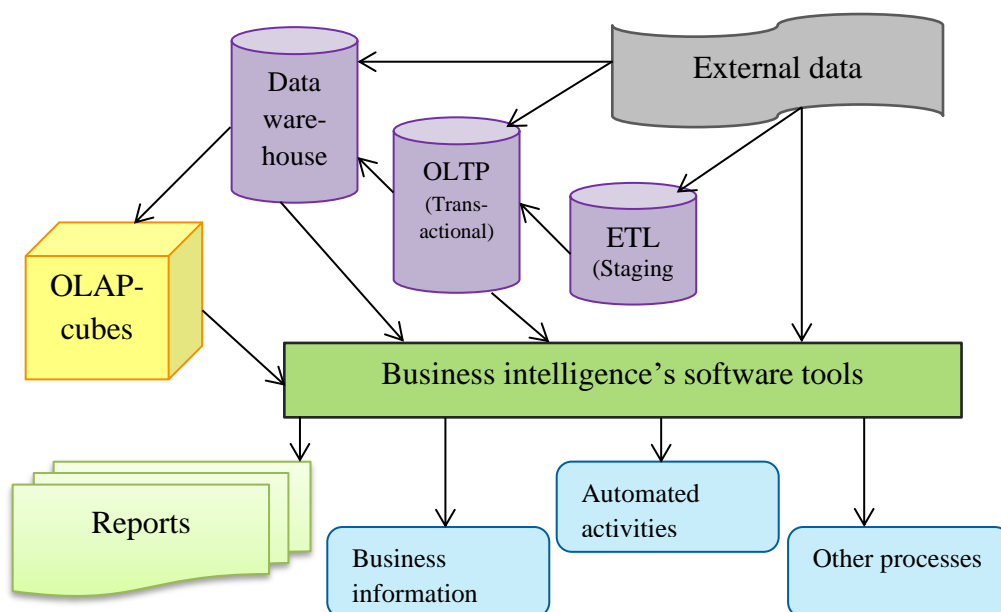 Data
ware-
house
External data
OLTP
(Trans-
actional)
ETL
(Staging
OLAP-
cubes
Business intelligence’s software tools
Reports
Business
information
Automated
activities
Other processes